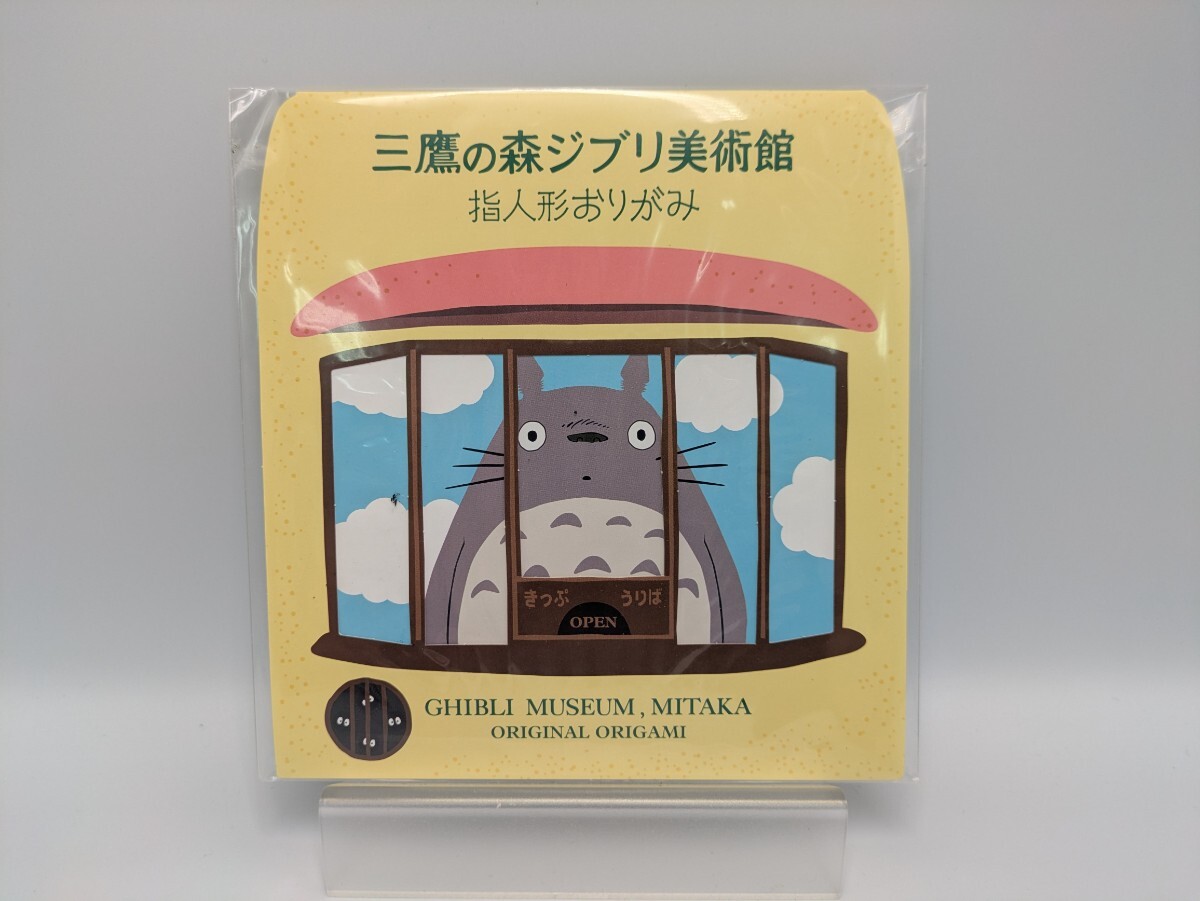 三鷹の森ジブリ美術館
指人形おりがみ
きっぷ うりば
OPEN
GHIBLI MUSEUM, MITAKA
ORIGINAL ORIGAMI